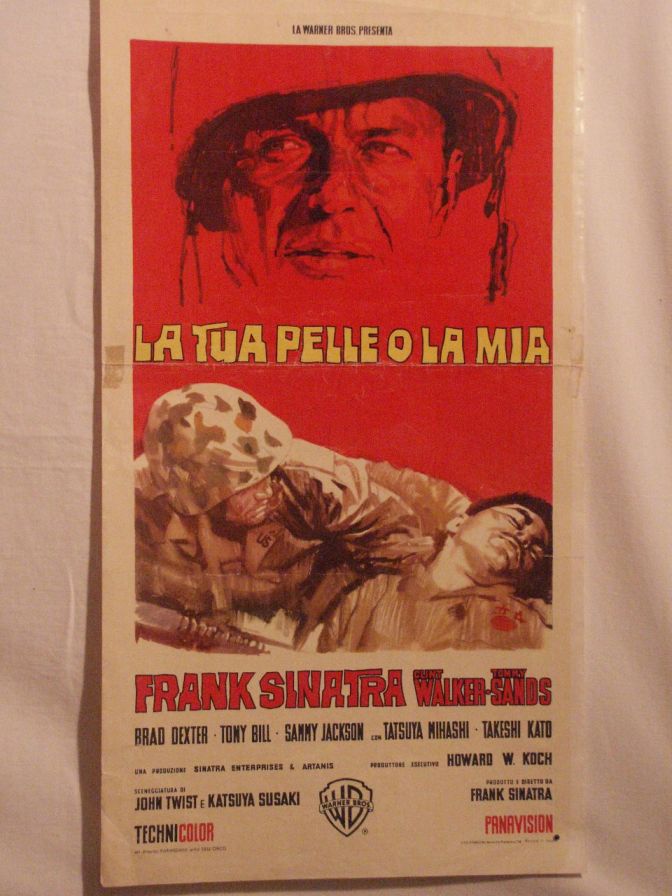 LA WARNER BROS. PRESENTA
LA TUA PELLE O LA MIA
US
FRANK SINATRA CLINT WALKER · TOMMY SANDS
BRAD DEXTER · TONY BILL · SAMMY JACKSON CON TATSUYA MIHASHI · TAKESHI KATO
UNA PRODUZIONE SINATRA ENTERPRISES & ARTANIS PRODUTTORE ESECUTIVO HOWARD W. KOCH
SCENEGGIATURA DI
JOHN TWIST E KATSUYA SUSAKI
WB
WARNER BROS.
®
PRODOTTO E DIRETTO DA
FRANK SINATRA
TECHNICOLOR
PANAVISION